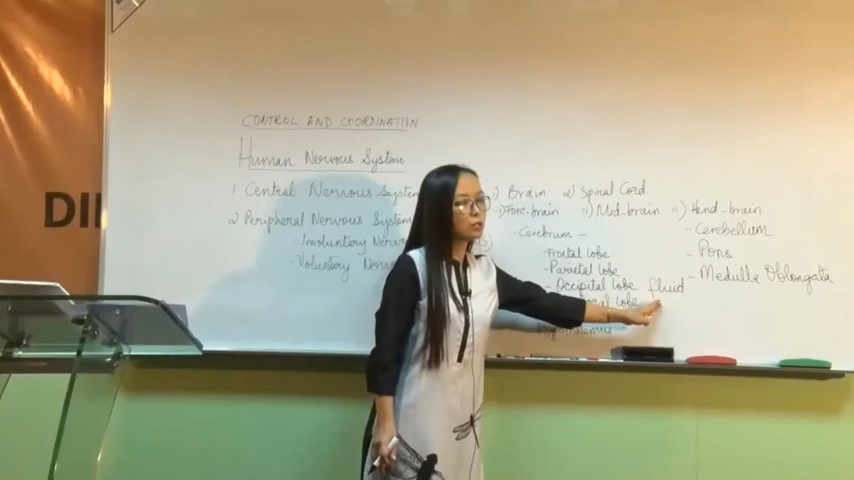 DI
CONTROL AND COORDINATION
Human Nervous System
1 Central Nervous System 1) Brain 2) Spinal Cord
i) Fore-brain ii) Mid-brain iii) Hind-brain
2 Peripheral Nervous System - Cerebrum - - Cerebellum
- Involuntary - Frontal lobe - Pons
- Voluntary - Parietal lobe - Medulla Oblongata
- Occipital lobe fluid
lobe